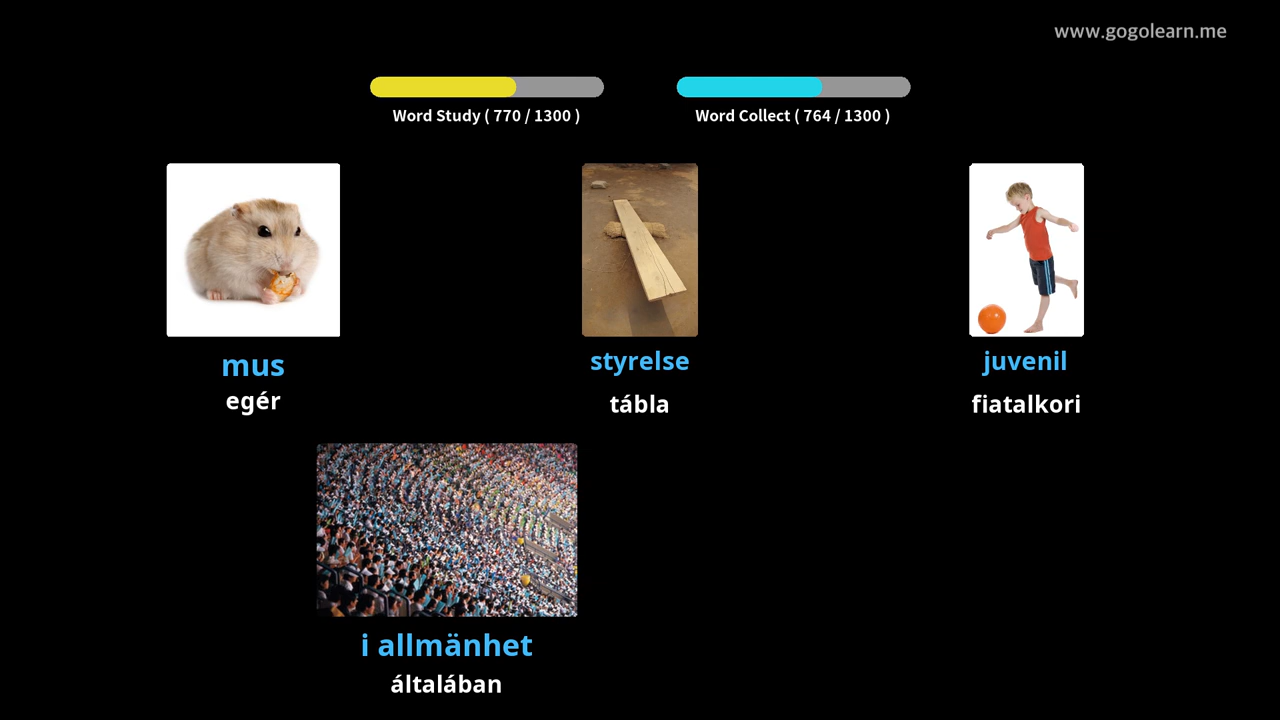 www.gogolearn.me
Word Study ( 770 / 1300 )
Word Collect ( 764 / 1300 )
mus
egér
styrelse
tábla
juvenil
fiatalkori
i allmänhet
általában